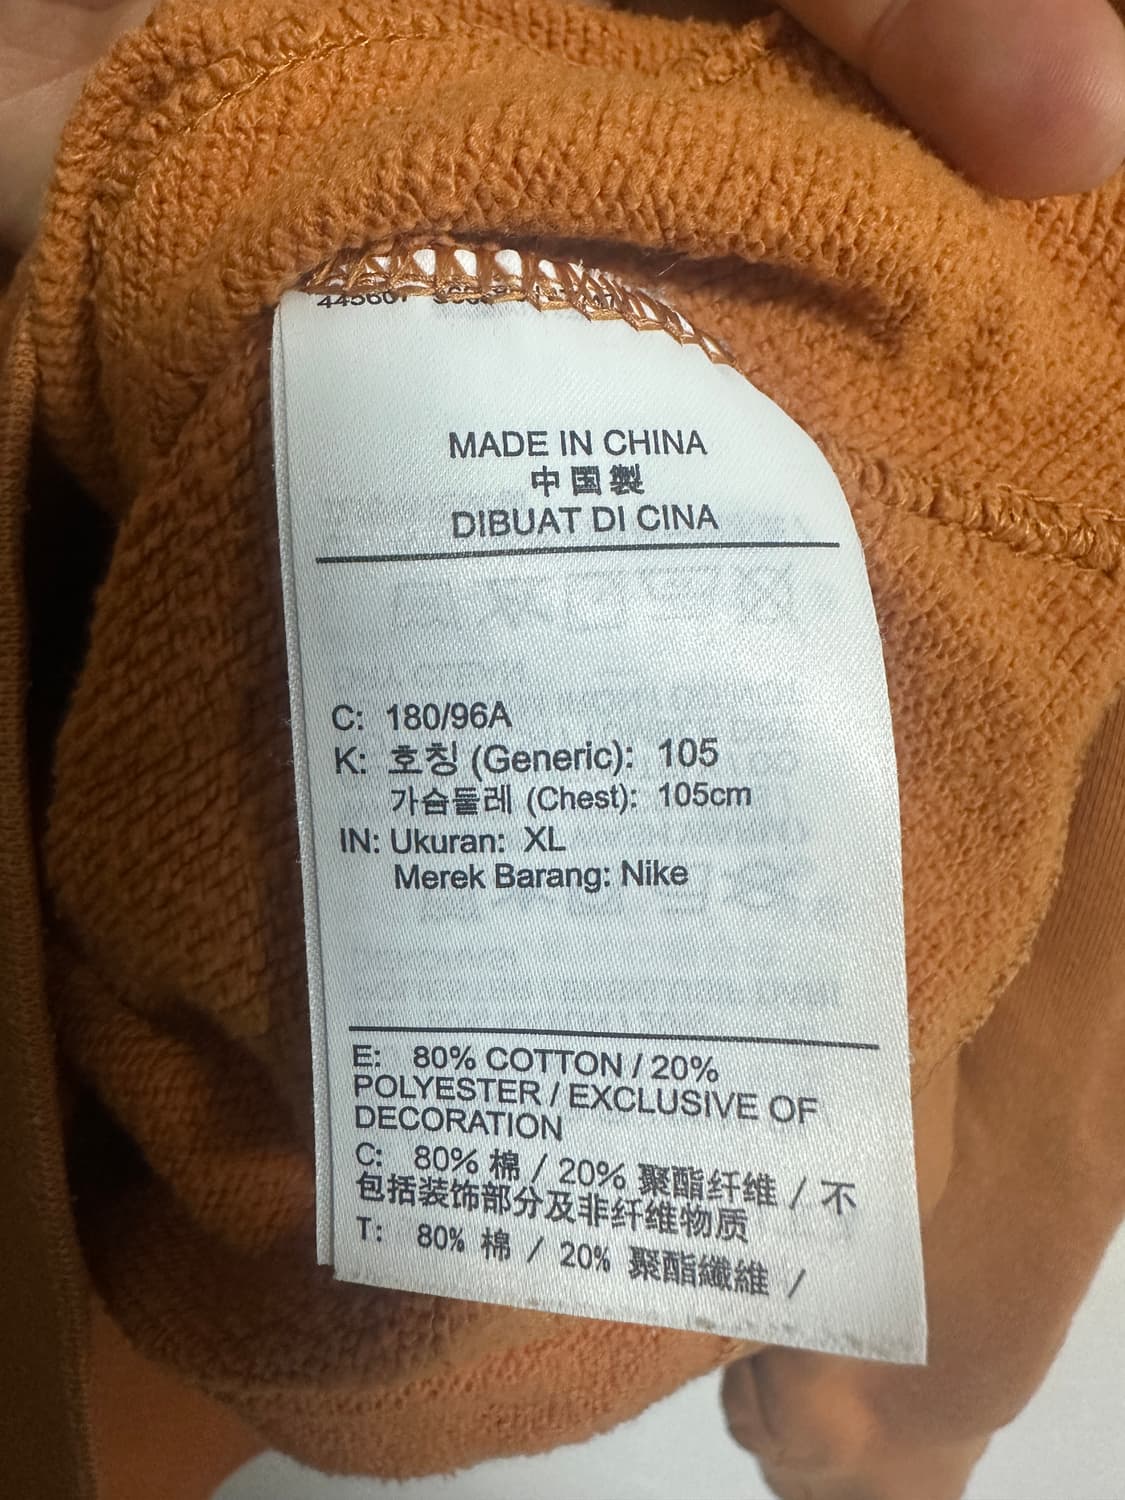 MADE IN CHINA
中国製
DIBUAT DI CINA
C: 180/96A
K: 호칭 (Generic): 105
가슴둘레 (Chest): 105cm
IN: Ukuran: XL
Merek Barang: Nike
E: 80% COTTON / 20%
POLYESTER / EXCLUSIVE OF
DECORATION
C: 80% 棉 / 20% 聚酯纤维 / 不
包括装饰部分及非纤维物质
T: 80% 棉 / 20% 聚酯纖維 /